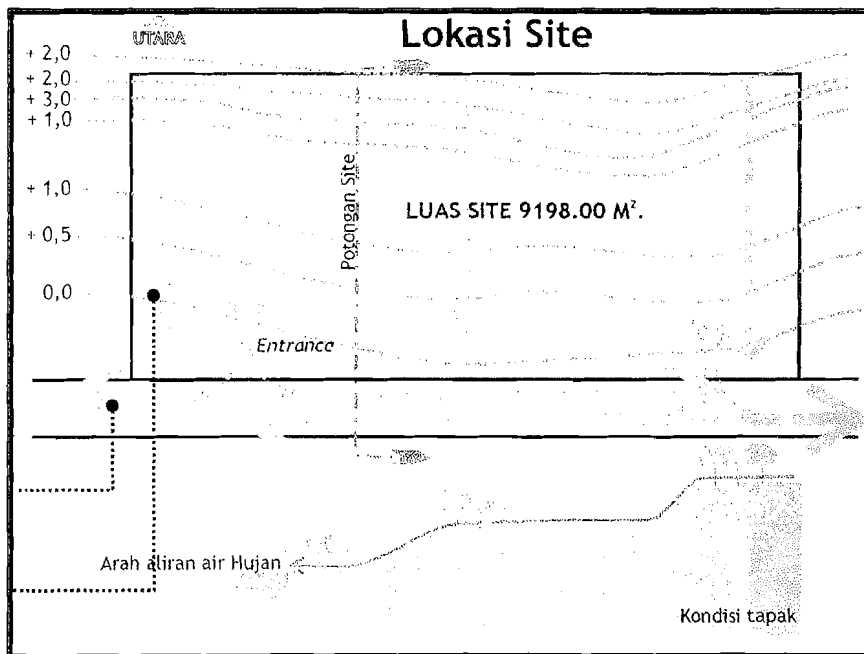 Lokasi Site
UTARA
+ 2,0
+ 2,0
+ 3,0
+ 1,0
+ 1,0
+ 0,5
0,0
Potongan Site
LUAS SITE 9198.00 M².
Entrance
Arah aliran air Hujan
Kondisi tapak